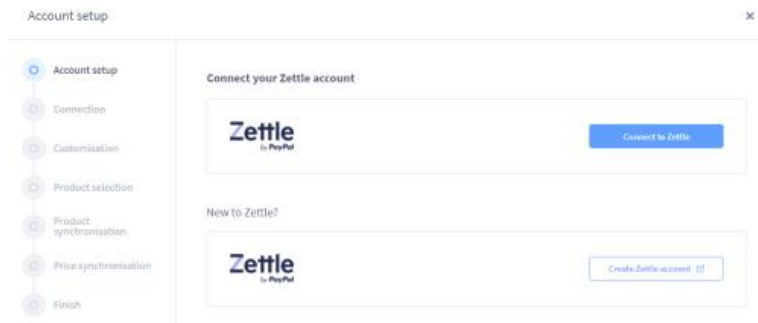 Account setup
Account setup
Connection
Customisation
Product selection
Product
synchronisation
Price synchronisation
Finish
Connect your Zettle account
Zettle
by PayPal
Connect to Zettle
New to Zettle?
Zettle
by PayPal
Create Zettle account